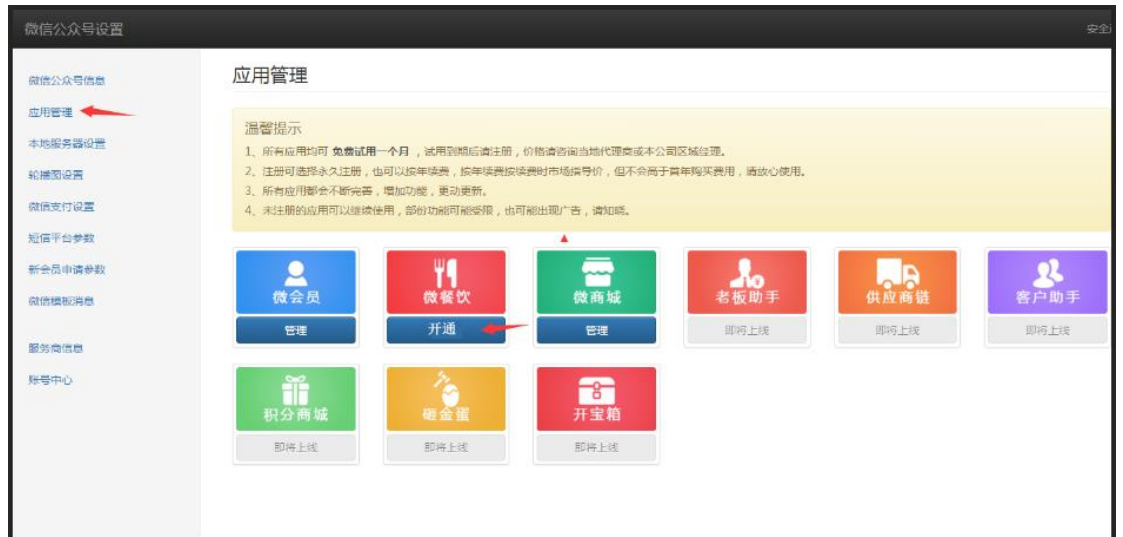 微信公众号设置
安全
微信公众号信息
应用管理
本地服务器设置
轮播图设置
微信支付设置
短信平台参数
新会员申请参数
微信模板消息
服务商信息
账号中心
应用管理
温馨提示
1、所有应用均可 免费试用一个月 ，试用到期后请注册，价格请咨询当地代理商或本公司区域经理。
2、注册可选择永久注册，也可以按年续费，按年续费按续费时市场指导价，但不会高于首年购买费用，请放心使用。
3、所有应用都会不断完善，增加功能，更动更新。
4、未注册的应用可以继续使用，部份功能可能受限，也可能出现广告，请知晓。
微会员 微餐饮 微商城 老板助手 供应商链 客户助手
管理 开通 管理 即将上线 即将上线 即将上线
积分商城 砸金蛋 开宝箱
即将上线 即将上线 即将上线